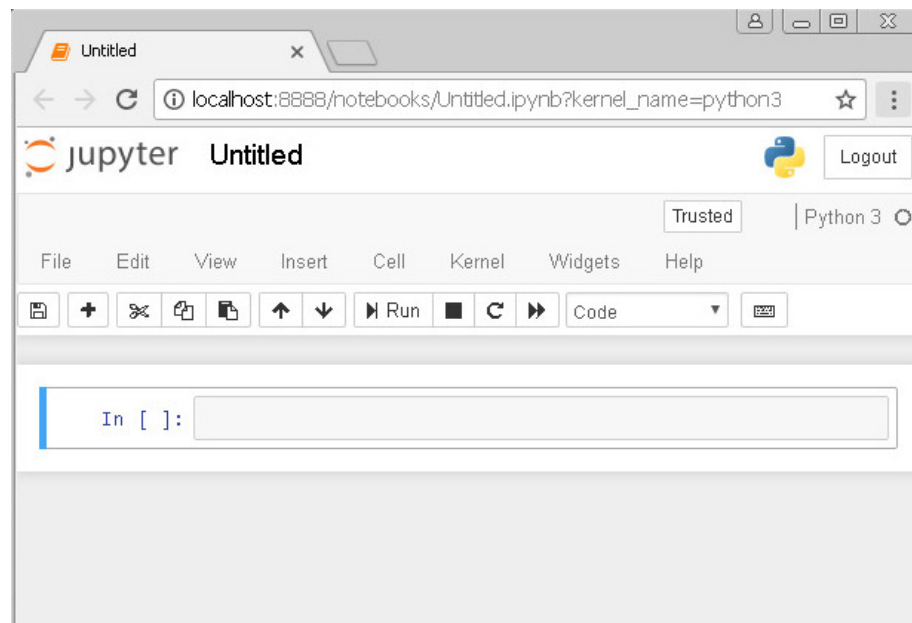 Untitled
localhost:8888/notebooks/Untitled.ipynb?kernel_name=python3
jupyter Untitled Logout
Trusted Python 3
File Edit View Insert Cell Kernel Widgets Help
Run Code
In [ ]: